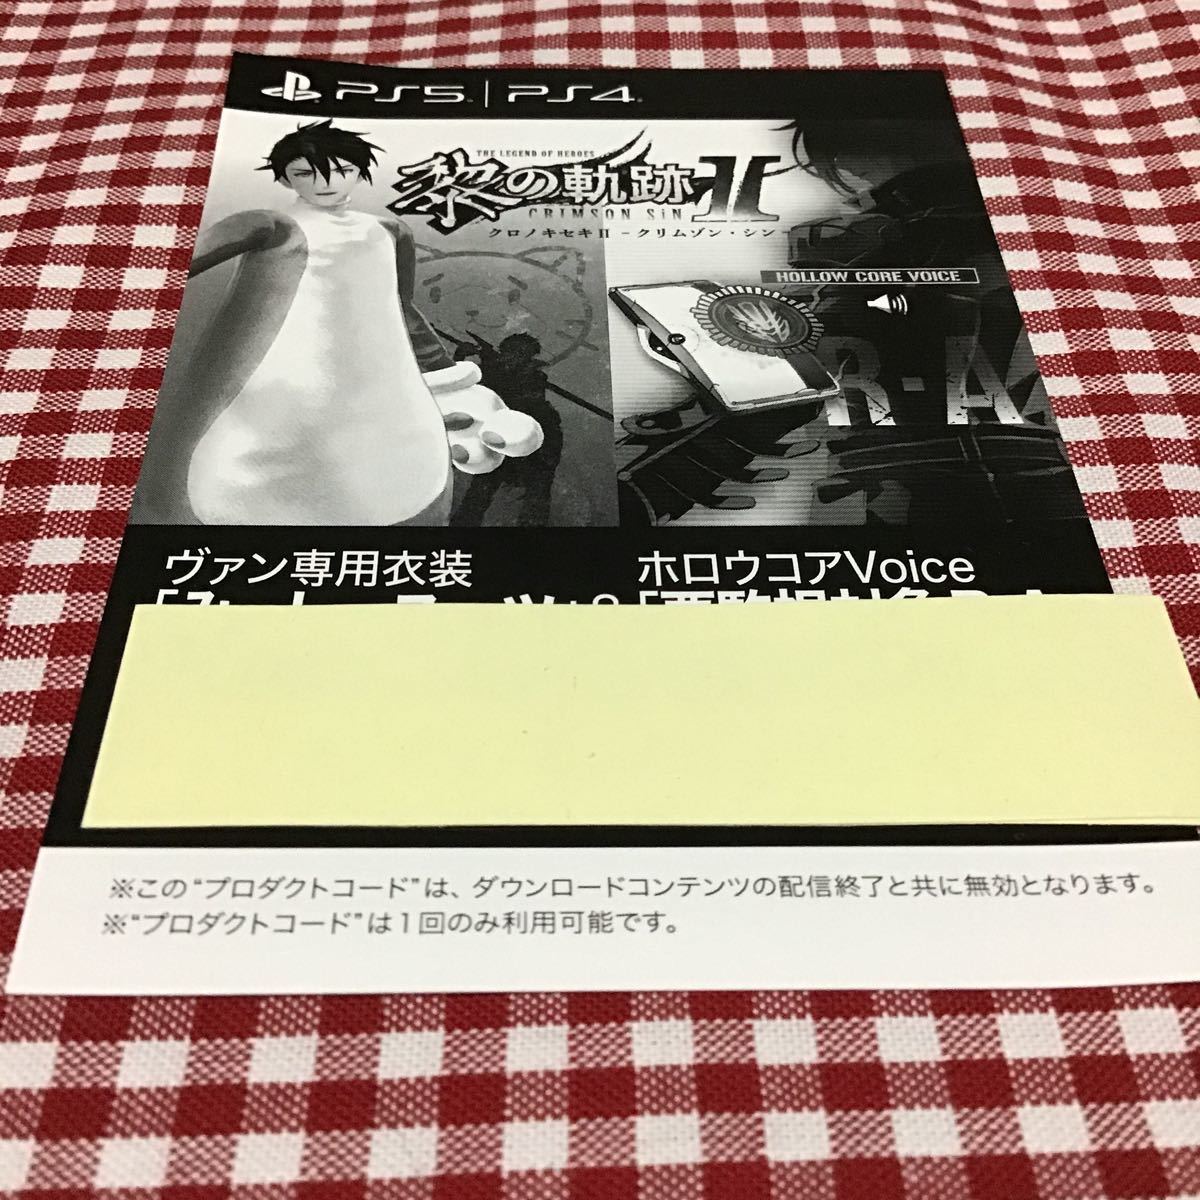 PS5 | PS4
THE LEGEND OF HEROES
黎の軌跡II
CRIMSON SiN
クロノキセキII -クリムゾン・シン-
HOLLOW CORE VOICE
R-A
ヴァン専用衣装
ホロウコアVoice
※この“プロダクトコード”は、ダウンロードコンテンツの配信終了と共に無効となります。
※“プロダクトコード”は1回のみ利用可能です。